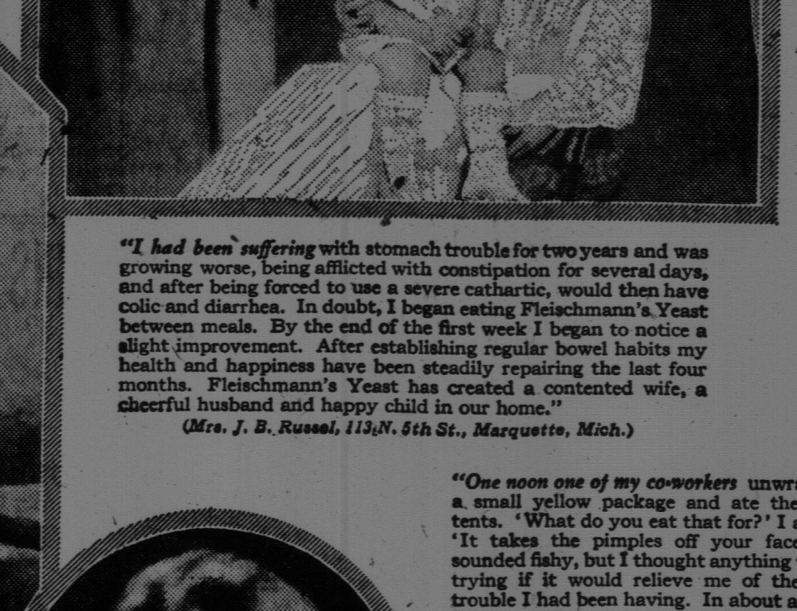 "I had been suffering with stomach trouble for two years and was
growing worse, being afflicted with constipation for several days,
and after being forced to use a severe cathartic, would then have
colic and diarrhea. In doubt, I began eating Fleischmann's Yeast
between meals. By the end of the first week I began to notice a
slight improvement. After establishing regular bowel habits my
health and happiness have been steadily repairing the last four
months. Fleischmann's Yeast has created a contented wife, a
cheerful husband and happy child in our home."
(Mrs. J. B. Russel, 113 N. 5th St., Marquette, Mich.)
"One noon one of my co-workers unwra
a small yellow package and ate the
tents. 'What do you eat that for?' I a
'It takes the pimples off your face
sounded fishy, but I thought anything
trying if it would relieve me of the
trouble I had been having. In about a